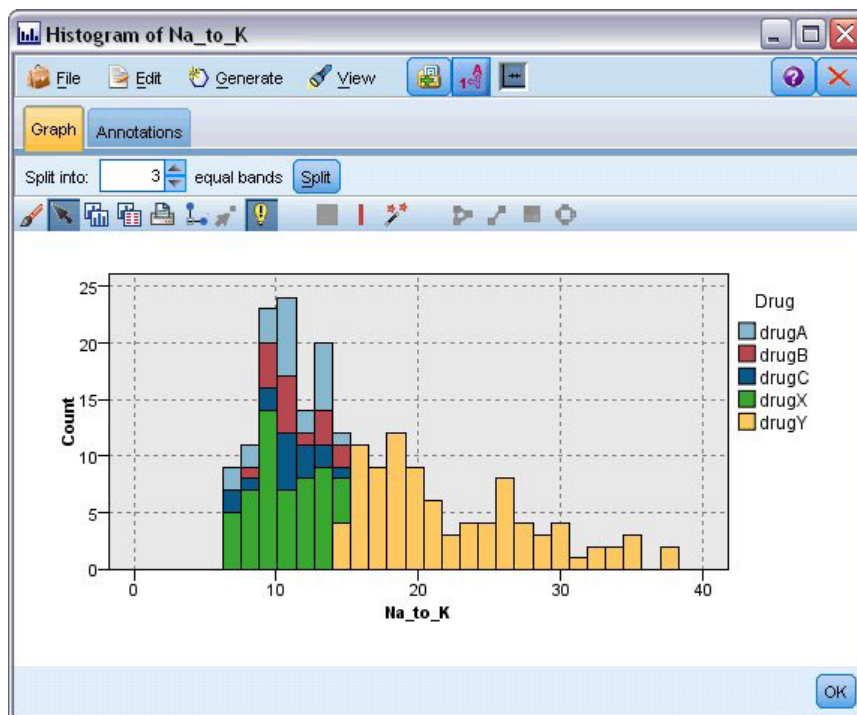 Histogram of Na_to_K
File Edit Generate View
Graph Annotations
Split into: 3 equal bands Split
Drug
drugA
drugB
drugC
drugX
drugY
25
20
15
10
5
0
Count
0 10 20 30 40
Na_to_K
OK